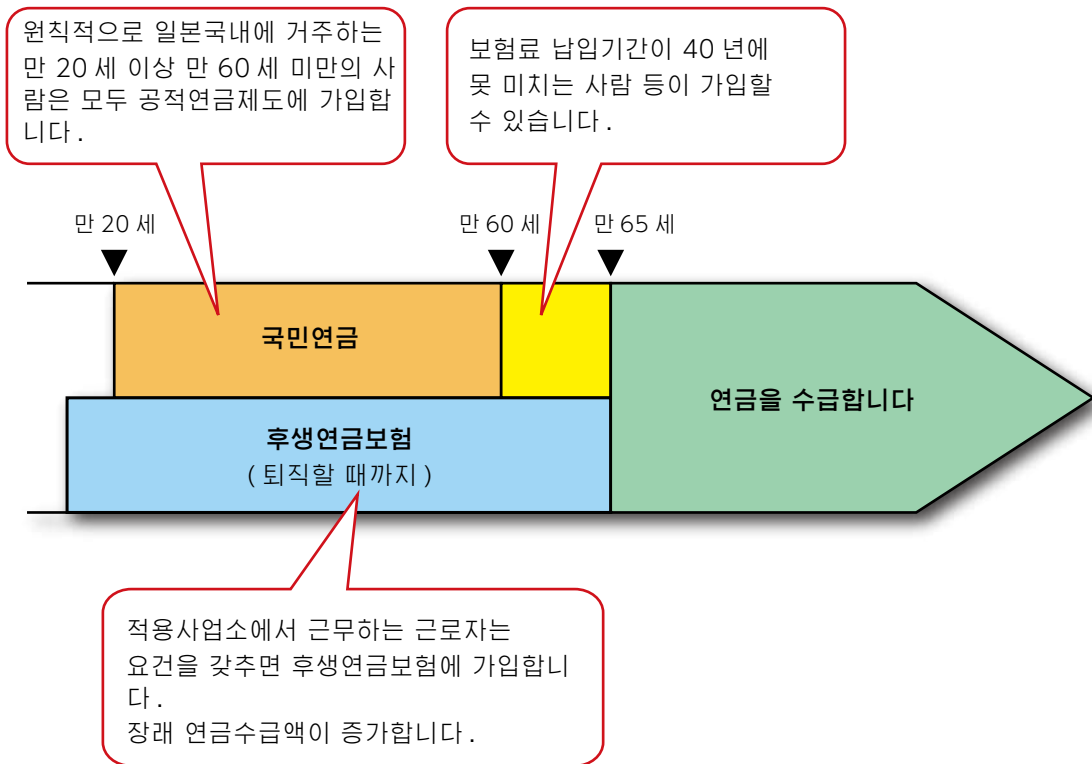 원칙적으로 일본국내에 거주하는
만 20 세 이상 만 60 세 미만의 사
람은 모두 공적연금제도에 가입합
니다 .
보험료 납입기간이 40 년에
못 미치는 사람 등이 가입할
수 있습니다 .
만 20 세
만 60 세
만 65 세
국민연금
연금을 수급합니다
후생연금보험
( 퇴직할 때까지 )
적용사업소에서 근무하는 근로자는
요건을 갖추면 후생연금보험에 가입합니
다 .
장래 연금수급액이 증가합니다 .